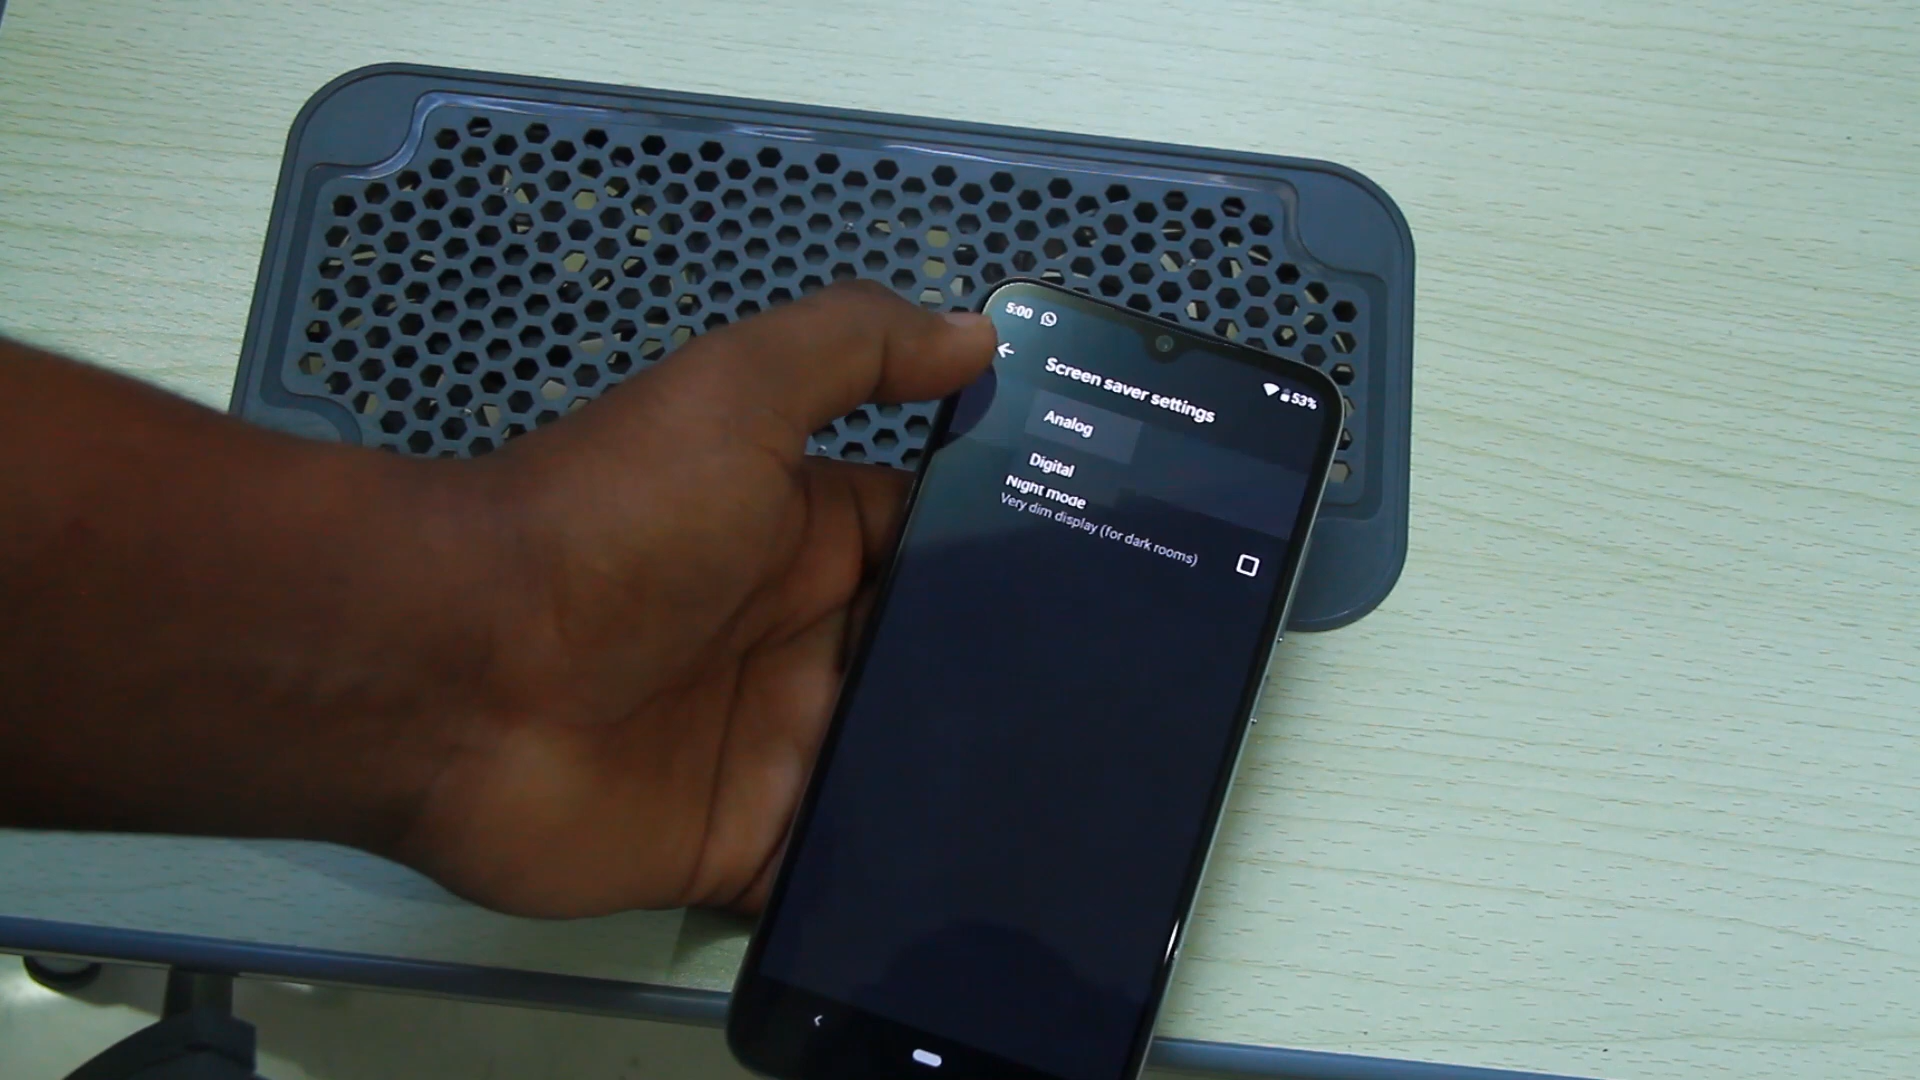 5:00
53%
Screen saver settings
Analog
Digital
Night mode
Very dim display (for dark rooms)